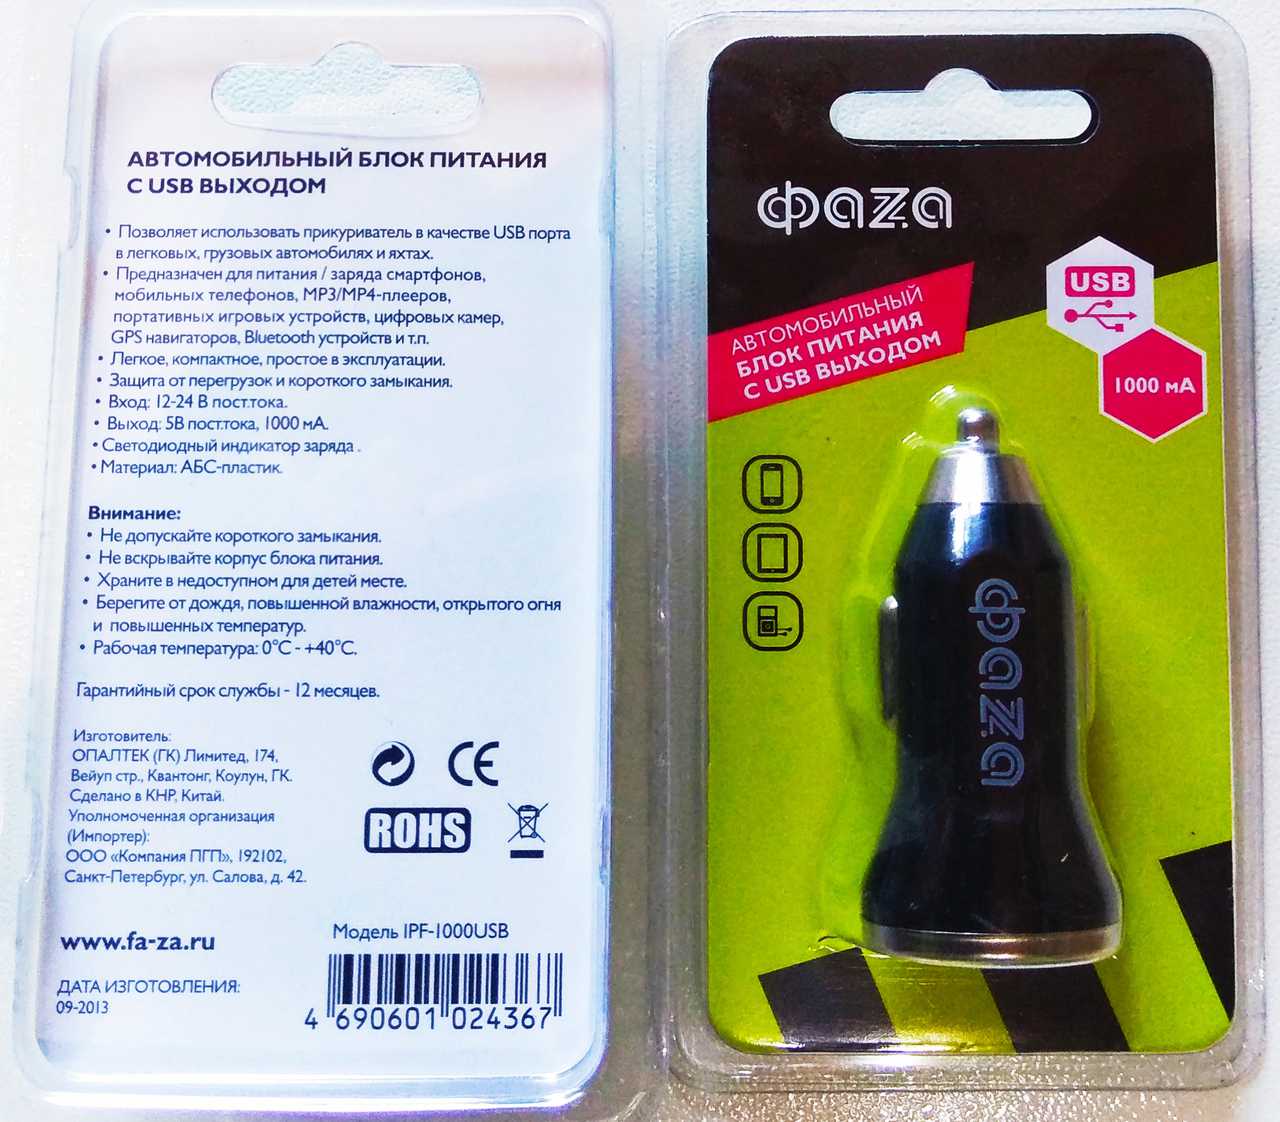 АВТОМОБИЛЬНЫЙ БЛОК ПИТАНИЯ
С USB ВЫХОДОМ
• Позволяет использовать прикуриватель в качестве USB порта
в легковых, грузовых автомобилях и яхтах.
• Предназначен для питания / заряда смартфонов,
мобильных телефонов, MP3/MP4-плееров,
портативных игровых устройств, цифровых камер,
GPS навигаторов, Bluetooth устройств и т.п.
• Легкое, компактное, простое в эксплуатации.
• Защита от перегрузок и короткого замыкания.
• Вход: 12-24 В пост.тока.
• Выход: 5В пост.тока, 1000 мА.
• Светодиодный индикатор заряда .
• Материал: АБС-пластик.
Внимание:
• Не допускайте короткого замыкания.
• Не вскрывайте корпус блока питания.
• Храните в недоступном для детей месте.
• Берегите от дождя, повышенной влажности, открытого огня
и повышенных температур.
• Рабочая температура: 0°C - +40°C.
Гарантийный срок службы - 12 месяцев.
Изготовитель:
ОПАЛТЕК (ГК) Лимитед, 174,
Вейуп стр., Квантонг, Коулун, ГК.
Сделано в КНР, Китай.
Уполномоченная организация
(Импортер):
ООО «Компания ПГП», 192102,
Санкт-Петербург, ул. Салова, д. 42.
CE
ROHS
www.fa-za.ru
Модель IPF-1000USB
ДАТА ИЗГОТОВЛЕНИЯ:
09-2013
4 690601 024367
фаzа
АВТОМОБИЛЬНЫЙ
БЛОК ПИТАНИЯ
С USB ВЫХОДОМ
USB
1000 мА
фаzа